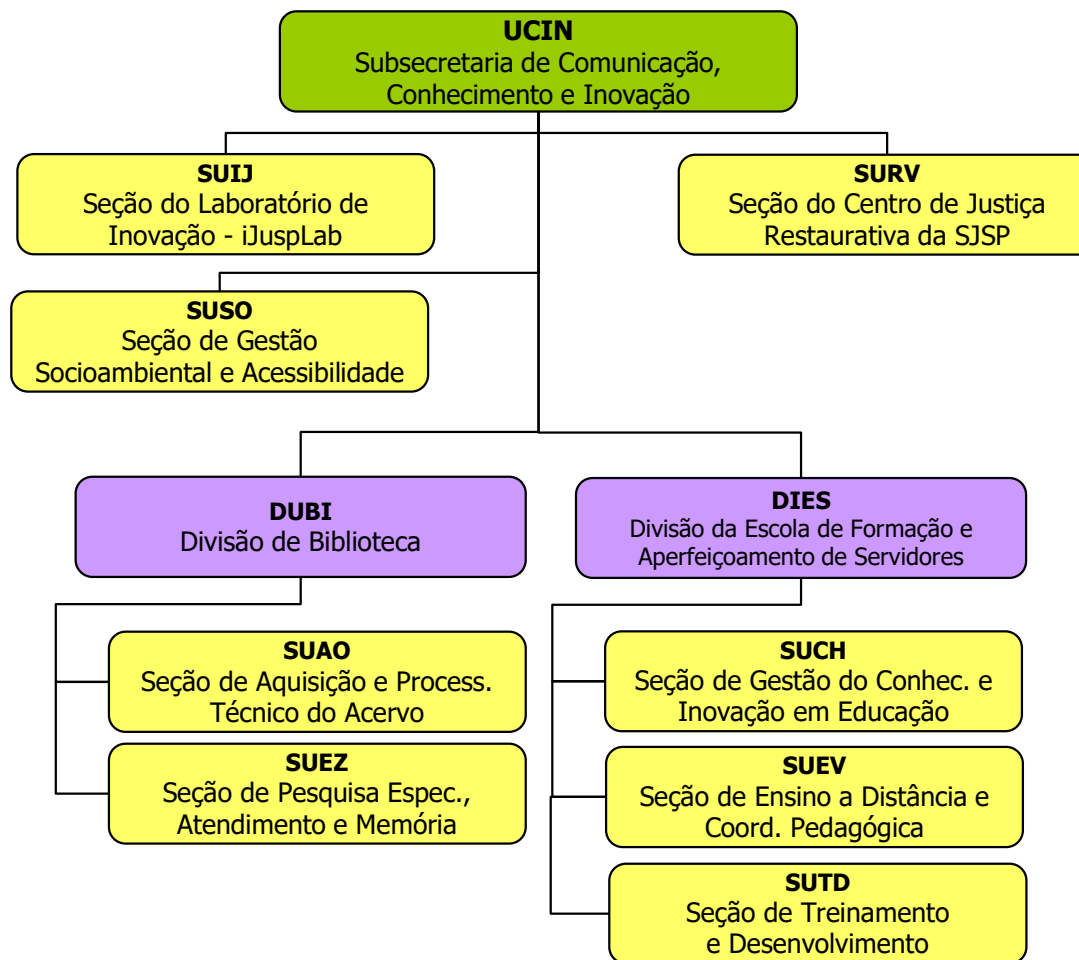 UCIN
Subsecretaria de Comunicação,
Conhecimento e Inovação
SUIJ
Seção do Laboratório de
Inovação - iJuspLab
SURV
Seção do Centro de Justiça
Restaurativa da SJSP
SUSO
Seção de Gestão
Socioambiental e Acessibilidade
DUBI
Divisão de Biblioteca
DIES
Divisão da Escola de Formação e
Aperfeiçoamento de Servidores
SUAO
Seção de Aquisição e Process.
Técnico do Acervo
SUEZ
Seção de Pesquisa Espec.,
Atendimento e Memória
SUCH
Seção de Gestão do Conhec. e
Inovação em Educação
SUEV
Seção de Ensino a Distância e
Coord. Pedagógica
SUTD
Seção de Treinamento
e Desenvolvimento